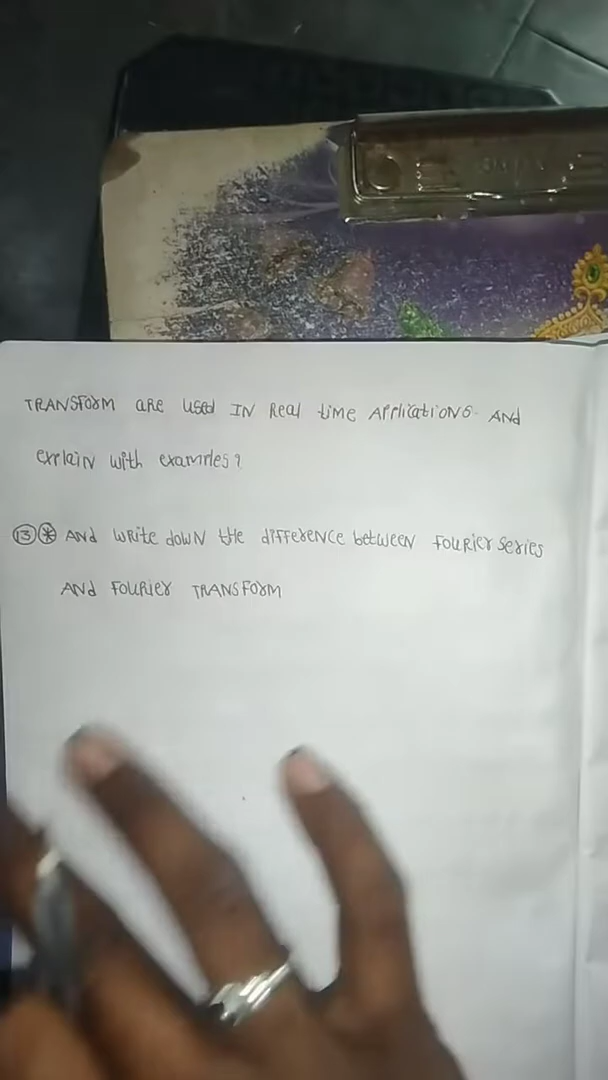 TRANSFORM ARE used IN Real time APPlicatioNS. ANd
explaiN with examples?
⑬ⓧ ANd write dowN the differeNce betweeN Fourier Series
ANd Fourier TRANSFORM